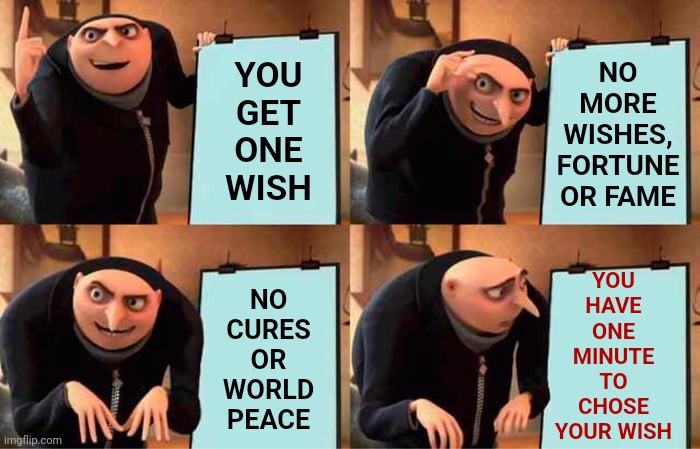 YOU
GET
ONE
WISH
NO
MORE
WISHES,
FORTUNE
OR FAME
NO
CURES
OR
WORLD
PEACE
YOU
HAVE
ONE
MINUTE
TO
CHOSE
YOUR WISH
imgflip.com